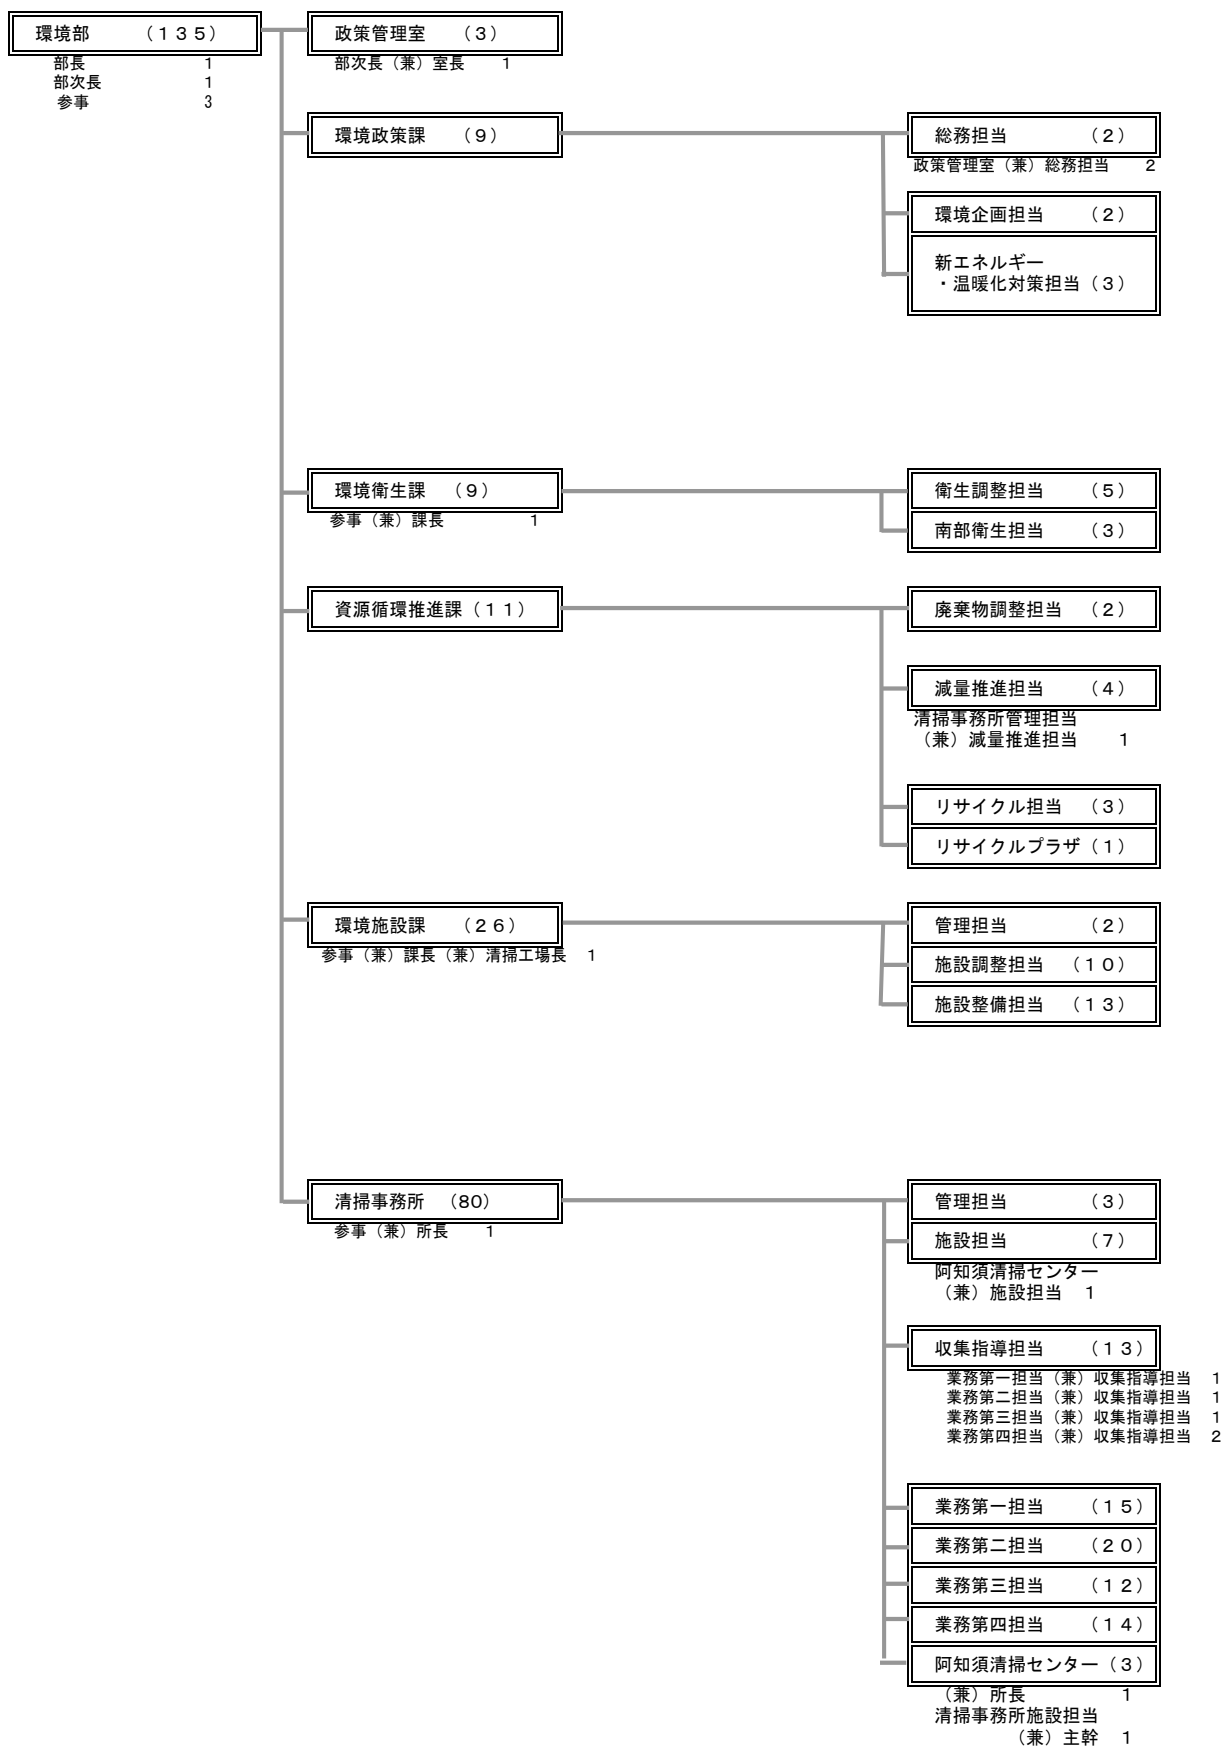 環境部　（１３５）
部長　1
部次長　1
参事　3
政策管理室　（３）
部次長（兼）室長　1
環境政策課　（９）
総務担当　（２）
政策管理室（兼）総務担当　2
環境企画担当　（２）
新エネルギー
・温暖化対策担当（３）
環境衛生課　（９）
参事（兼）課長　1
衛生調整担当　（５）
南部衛生担当　（３）
資源循環推進課（１１）
廃棄物調整担当　（２）
減量推進担当　（４）
清掃事務所管理担当
（兼）減量推進担当　1
リサイクル担当　（３）
リサイクルプラザ（１）
環境施設課　（２６）
参事（兼）課長（兼）清掃工場長　1
管理担当　（２）
施設調整担当　（１０）
施設整備担当　（１３）
清掃事務所　（80）
参事（兼）所長　1
管理担当　（３）
施設担当　（７）
阿知須清掃センター
（兼）施設担当　1
収集指導担当　（１３）
業務第一担当（兼）収集指導担当　1
業務第二担当（兼）収集指導担当　1
業務第三担当（兼）収集指導担当　1
業務第四担当（兼）収集指導担当　2
業務第一担当　（１５）
業務第二担当　（２０）
業務第三担当　（１２）
業務第四担当　（１４）
阿知須清掃センター（３）
（兼）所長　1
清掃事務所施設担当
（兼）主幹　1